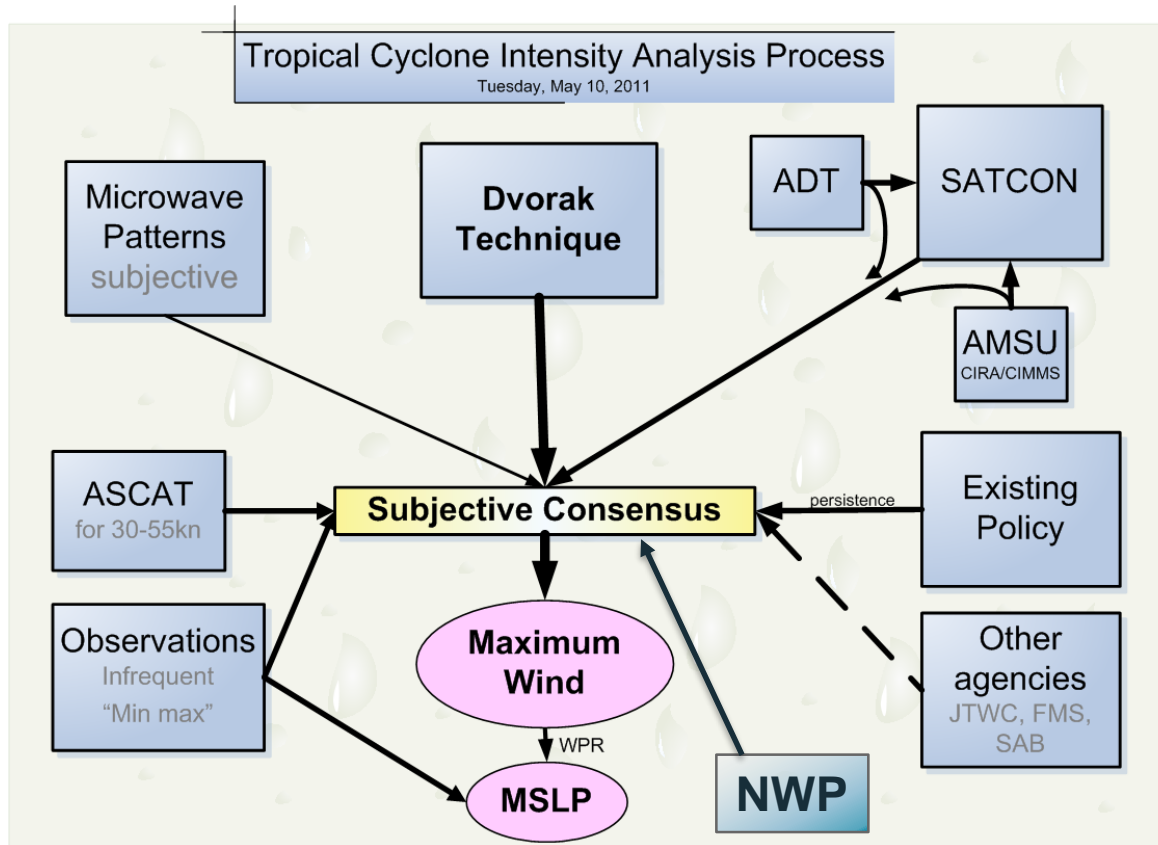 Tropical Cyclone Intensity Analysis Process
Tuesday, May 10, 2011
Microwave
Patterns
subjective
Dvorak
Technique
ADT
SATCON
AMSU
CIRA/CIMMS
ASCAT
for 30-55kn
Subjective Consensus
persistence
Existing
Policy
Observations
Infrequent
“Min max”
Maximum
Wind
WPR
MSLP
NWP
Other
agencies
JTWC, FMS,
SAB